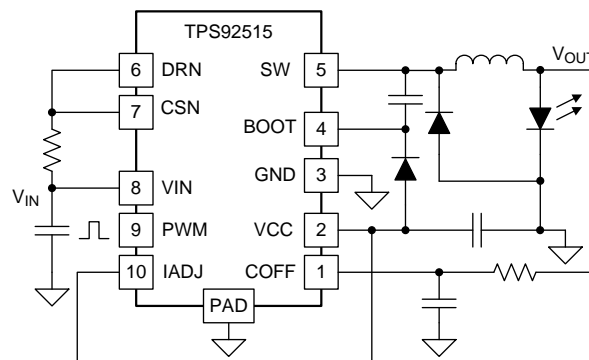 TPS92515
6 DRN SW 5
7 CSN
BOOT 4
GND 3
V_IN 8 VIN
9 PWM VCC 2
10 IADJ COFF 1
PAD
V_OUT